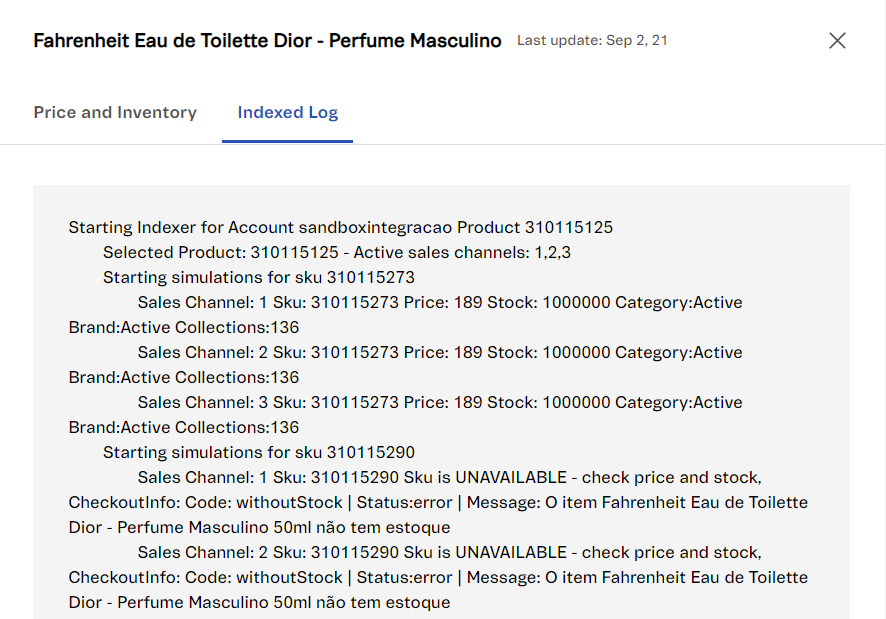 Fahrenheit Eau de Toilette Dior - Perfume Masculino Last update: Sep 2, 21
Price and Inventory Indexed Log
Starting Indexer for Account sandboxintegracao Product 310115125
Selected Product: 310115125 - Active sales channels: 1,2,3
Starting simulations for sku 310115273
Sales Channel: 1 Sku: 310115273 Price: 189 Stock: 1000000 Category:Active
Brand:Active Collections:136
Sales Channel: 2 Sku: 310115273 Price: 189 Stock: 1000000 Category:Active
Brand:Active Collections:136
Sales Channel: 3 Sku: 310115273 Price: 189 Stock: 1000000 Category:Active
Brand:Active Collections:136
Starting simulations for sku 310115290
Sales Channel: 1 Sku: 310115290 Sku is UNAVAILABLE - check price and stock,
CheckoutInfo: Code: withoutStock | Status:error | Message: O item Fahrenheit Eau de Toilette
Dior - Perfume Masculino 50ml não tem estoque
Sales Channel: 2 Sku: 310115290 Sku is UNAVAILABLE - check price and stock,
CheckoutInfo: Code: withoutStock | Status:error | Message: O item Fahrenheit Eau de Toilette
Dior - Perfume Masculino 50ml não tem estoque